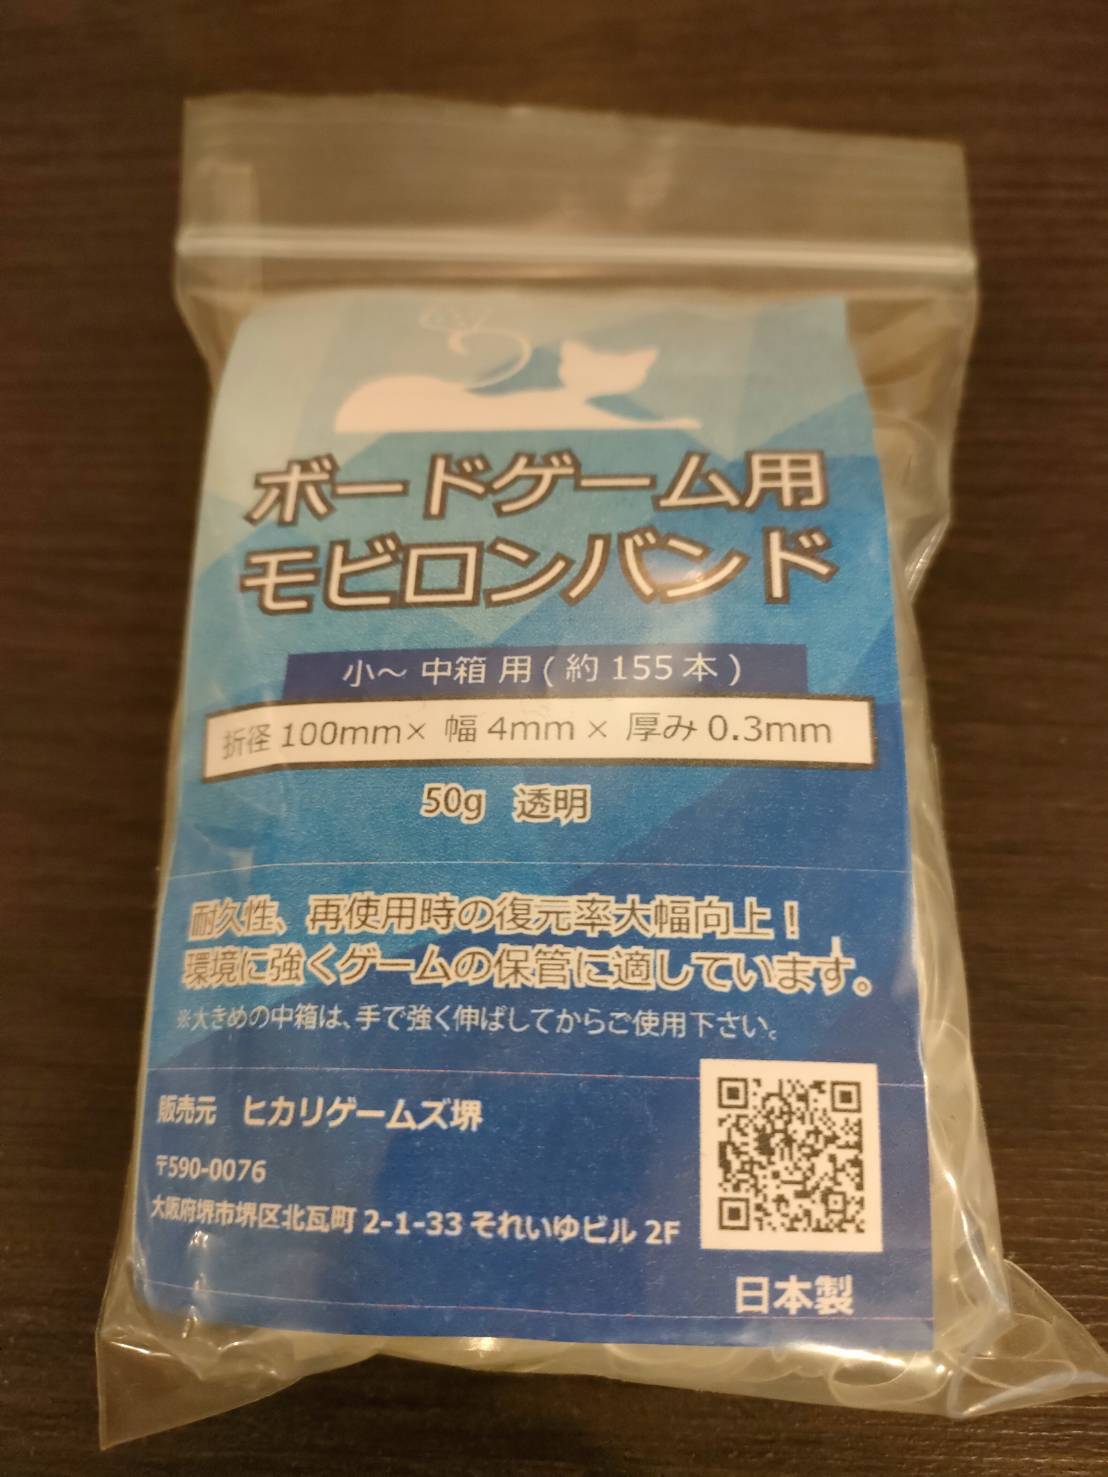 ボードゲーム用
モビロンバンド
小～ 中箱 用 ( 約 155 本 )
折径 100mm× 幅 4mm × 厚み 0.3mm
50g 透明
耐久性、再使用時の復元率大幅向上！
環境に強くゲームの保管に適しています。
※大きめの中箱は、手で強く伸ばしてからご使用下さい。
販売元 ヒカリゲームズ堺
〒590-0076
大阪府堺市堺区北瓦町 2-1-33 それいゆビル 2F
日本製